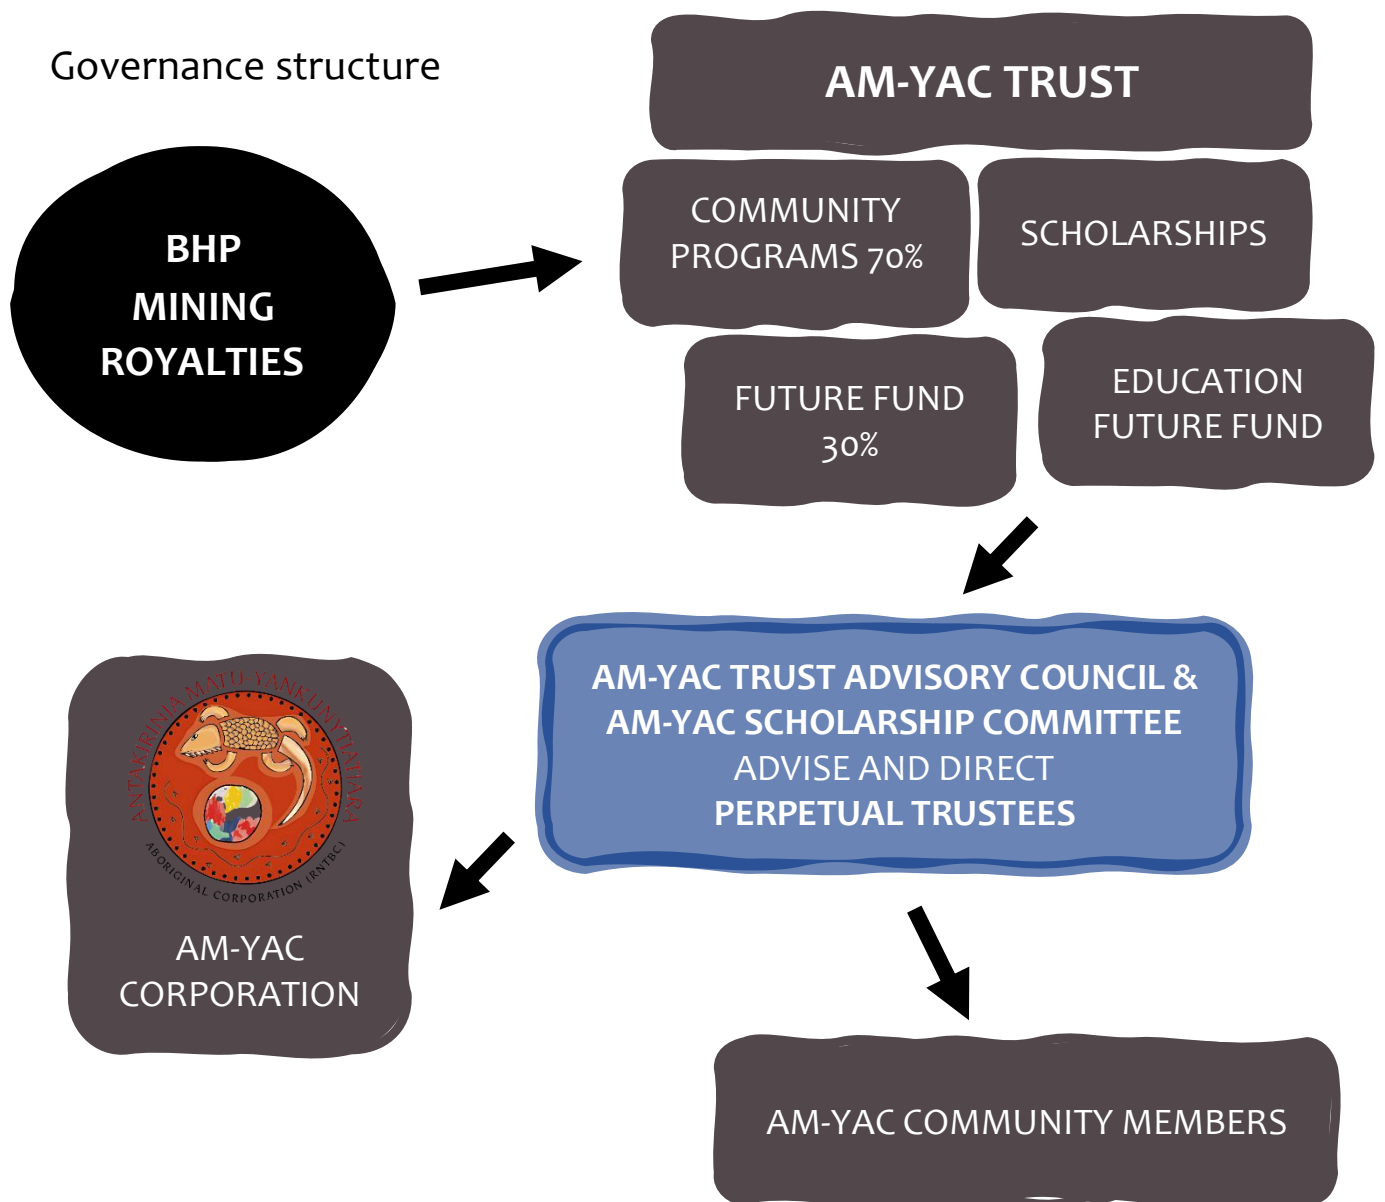 Governance structure
AM-YAC TRUST
BHP
MINING
ROYALTIES
COMMUNITY
PROGRAMS 70%
SCHOLARSHIPS
FUTURE FUND
30%
EDUCATION
FUTURE FUND
AM-YAC TRUST ADVISORY COUNCIL &
AM-YAC SCHOLARSHIP COMMITTEE
ADVISE AND DIRECT
PERPETUAL TRUSTEES
ANTAKIRINJA MATU-YANKUNYTJATJARA
ABORIGINAL CORPORATION (RNTBC)
AM-YAC
CORPORATION
AM-YAC COMMUNITY MEMBERS